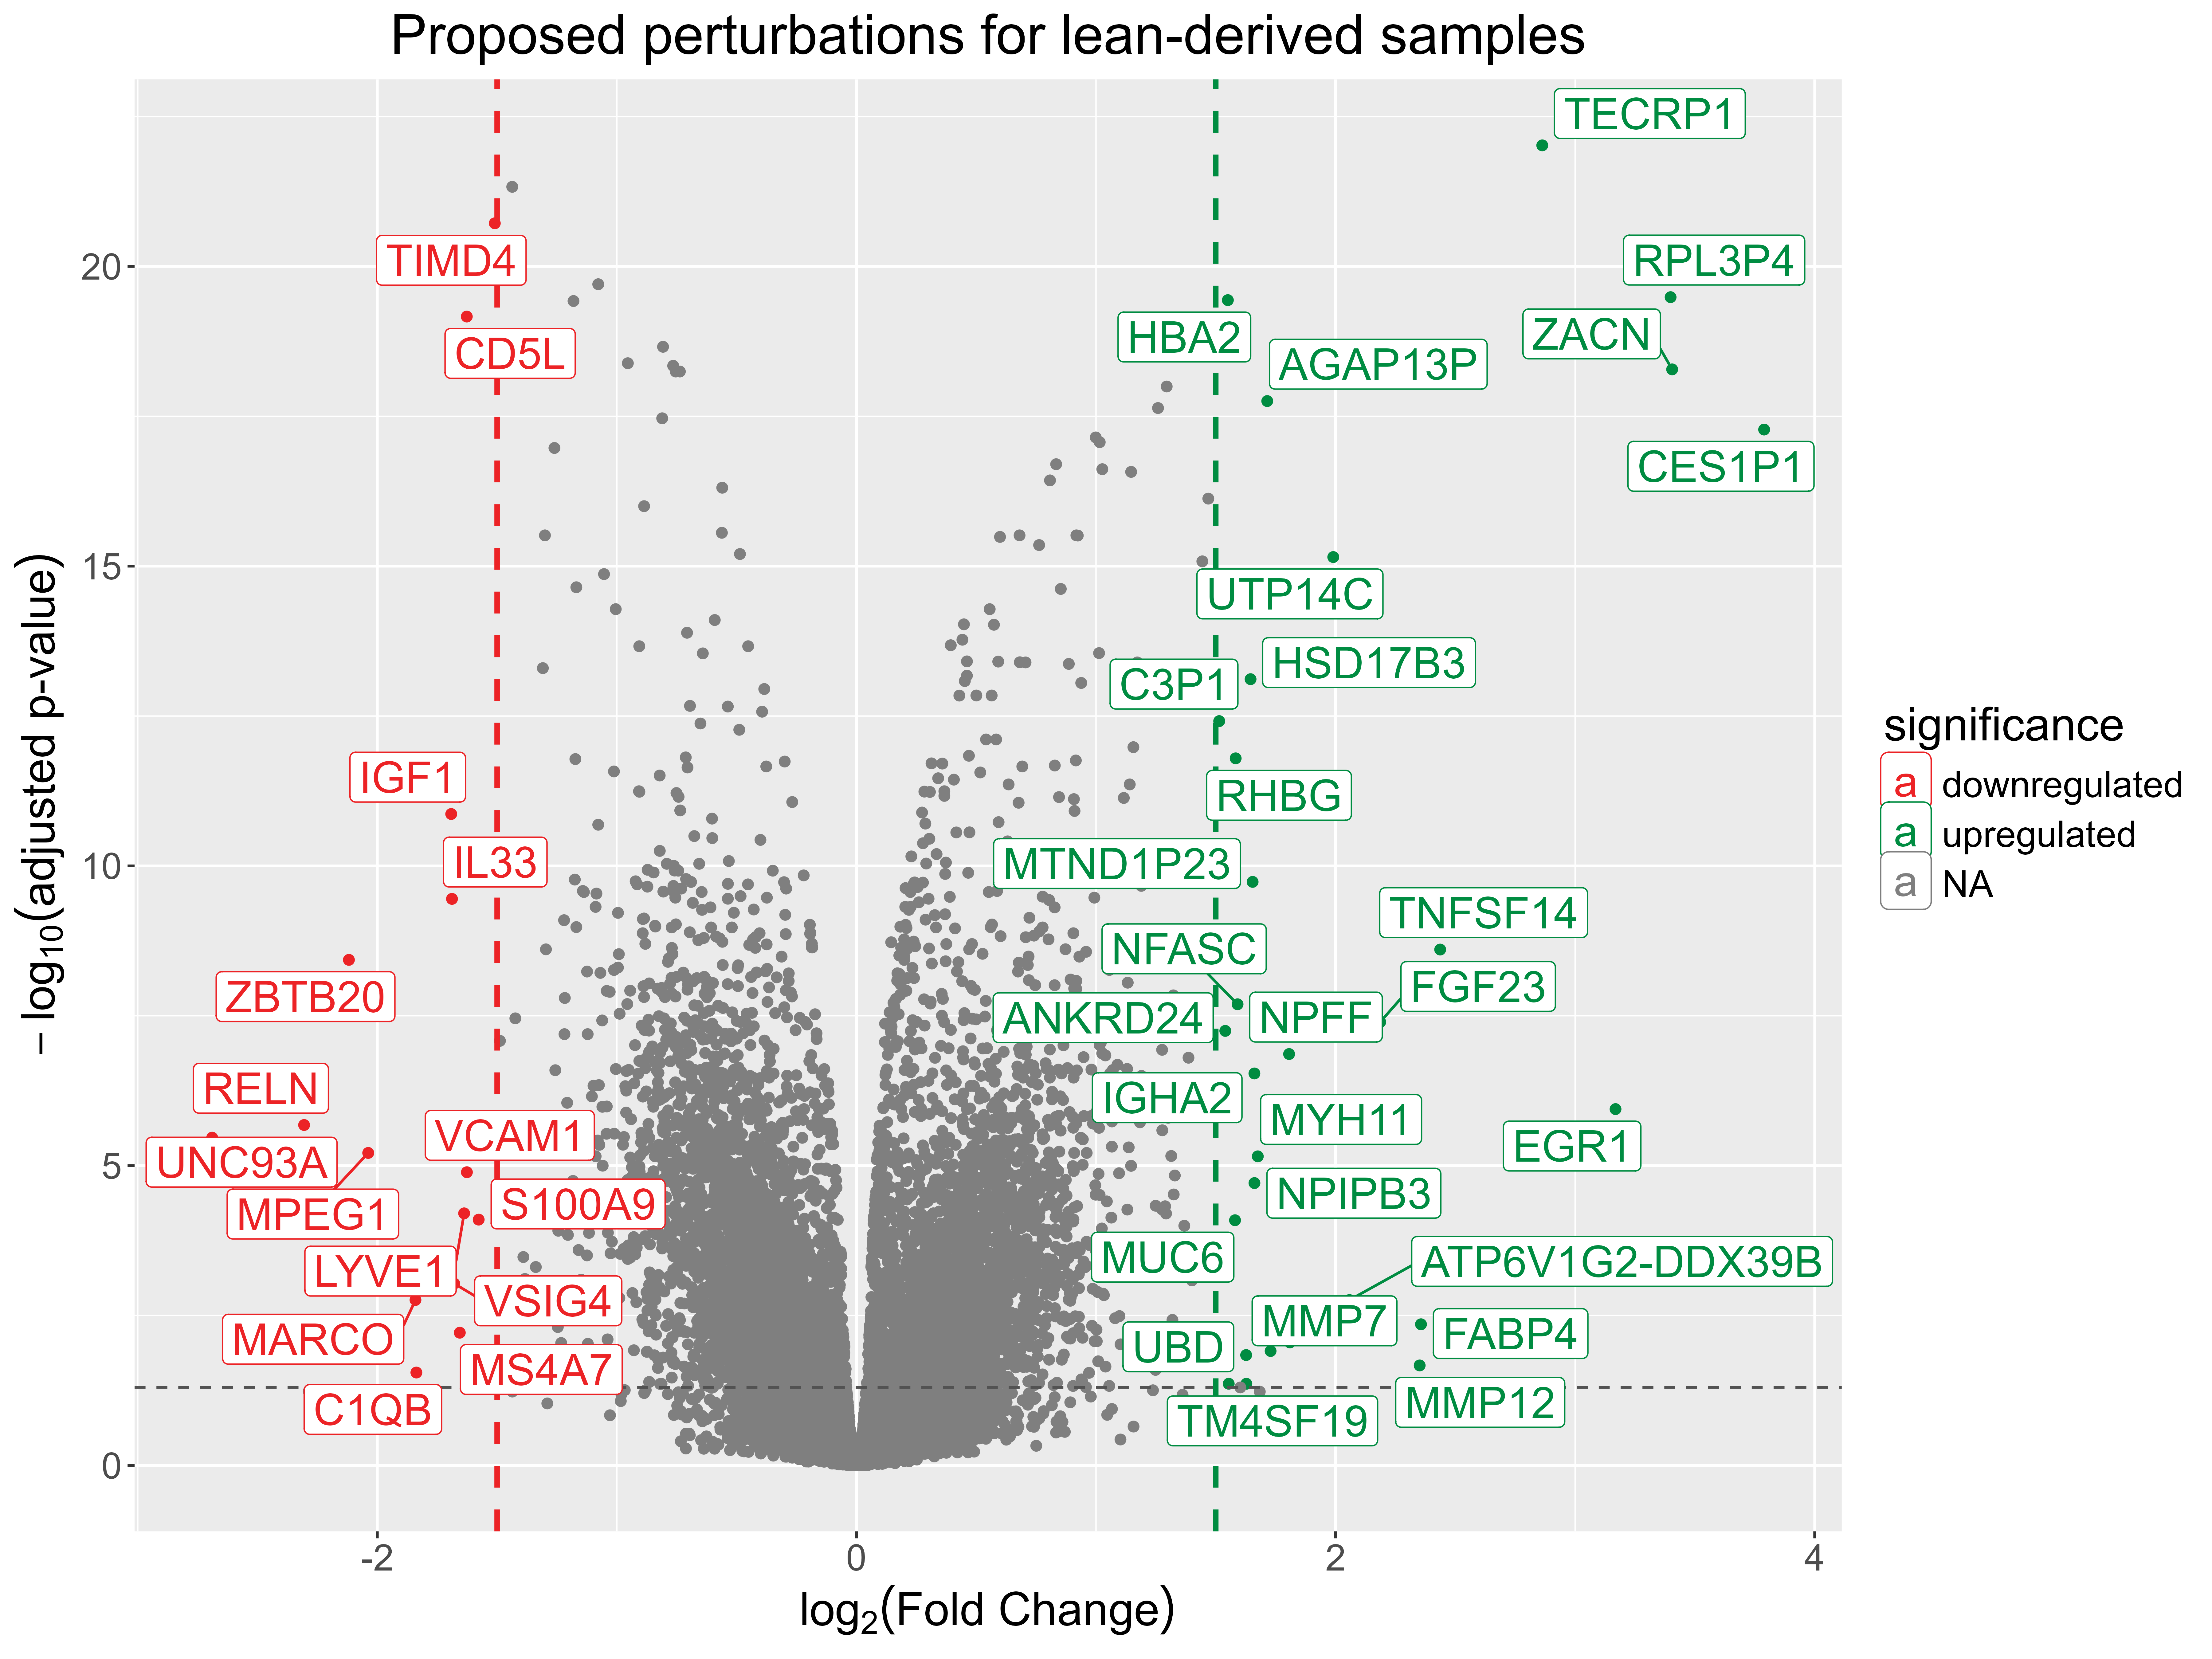 Proposed perturbations for lean-derived samples
TECRP1
TIMD4
RPL3P4
HBA2
ZACN
CD5L
AGAP13P
CES1P1
UTP14C
HSD17B3
C3P1
IGF1
RHBG
IL33
MTND1P23
TNFSF14
NFASC
FGF23
ZBTB20
ANKRD24
NPFF
RELN
IGHA2
MYH11
VCAM1
EGR1
UNC93A
NPIPB3
S100A9
MPEG1
MUC6
ATP6V1G2-DDX39B
LYVE1
VSIG4
MMP7
FABP4
MARCO
UBD
MS4A7
C1QB
MMP12
TM4SF19
20
15
10
5
0
-2
0
2
4
− log10(adjusted p-value)
log2(Fold Change)
significance
a downregulated
a upregulated
a NA